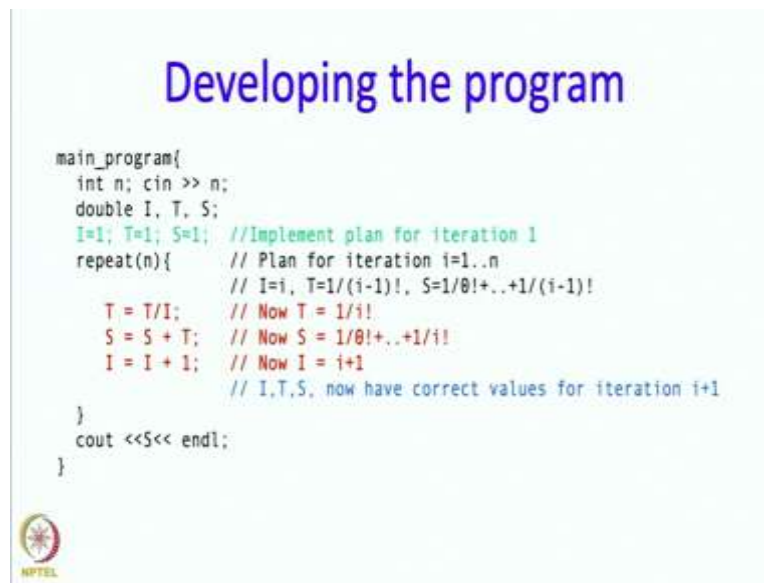 Developing the program
main_program{
int n; cin >> n;
double I, T, S;
I=1; T=1; S=1; //Implement plan for iteration 1
repeat(n){ // Plan for iteration i=1..n
// I=i, T=1/(i-1)!, S=1/0!+..+1/(i-1)!
T = T/I; // Now T = 1/i!
S = S + T; // Now S = 1/0!+..+1/i!
I = I + 1; // Now I = i+1
// I,T,S, now have correct values for iteration i+1
}
cout <<S<< endl;
}
NPTEL